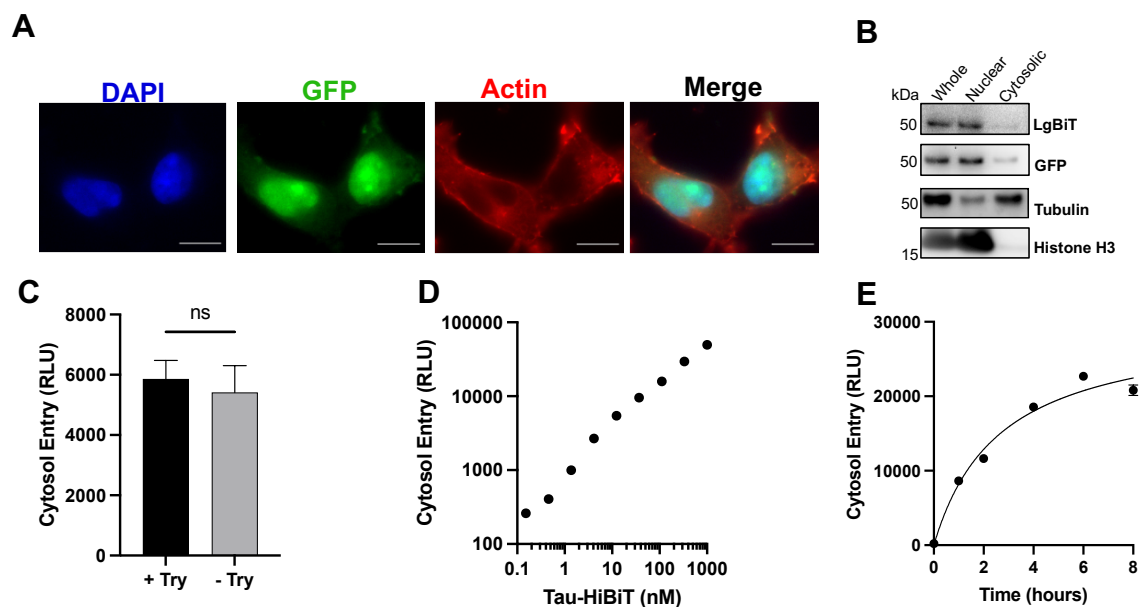 A
DAPI
GFP
Actin
Merge
B
kDa
Whole
Nuclear
Cytosolic
50
LgBiT
50
GFP
50
Tubulin
15
Histone H3
C
ns
8000
6000
4000
2000
0
Cytosol Entry (RLU)
+ Try
- Try
D
100000
10000
1000
100
Cytosol Entry (RLU)
0.1
1
10
100
1000
Tau-HiBiT (nM)
E
30000
20000
10000
0
Cytosol Entry (RLU)
0
2
4
6
8
Time (hours)